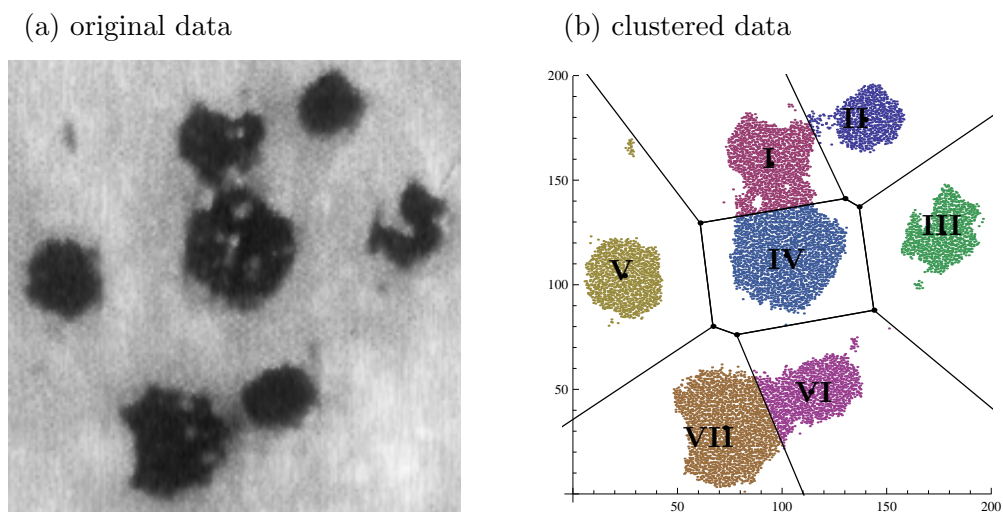 (a) original data
(b) clustered data
200
150
100
50
50
100
150
200
I
II
III
IV
V
VI
VII